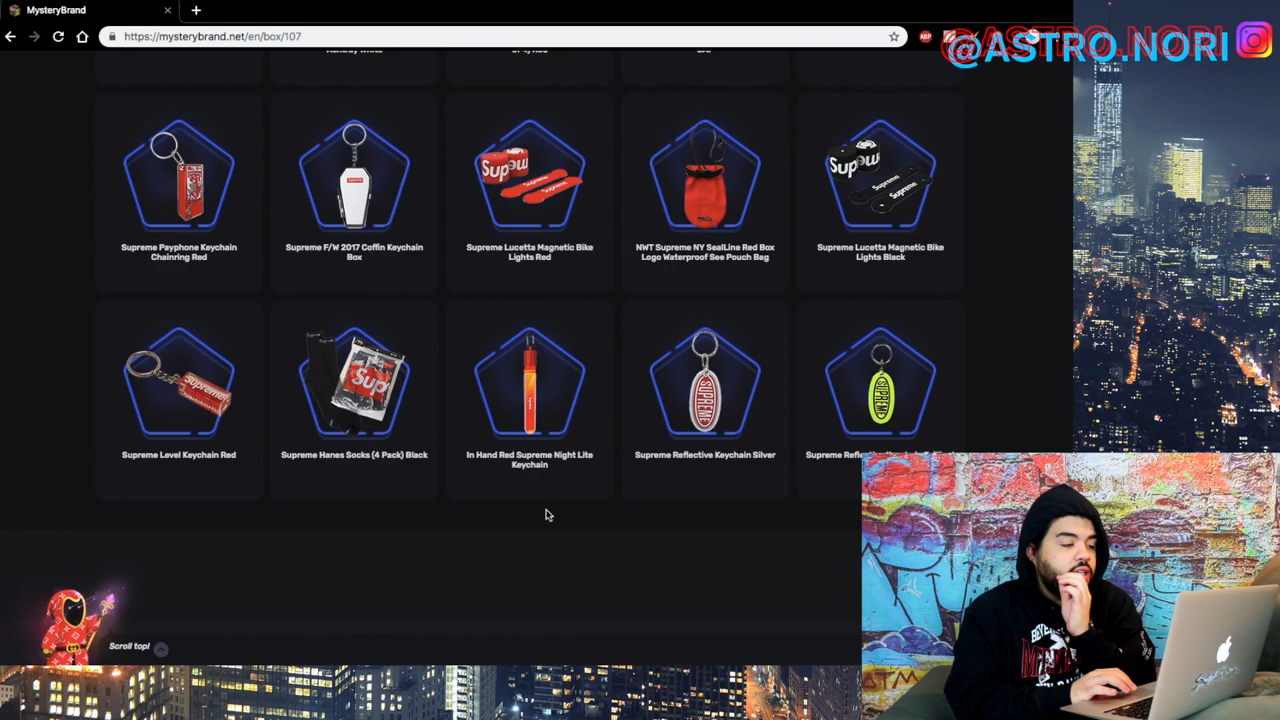 MysteryBrand
https://mysterybrand.net/en/box/107
@ASTRO.NORI
ABP
Supreme Payphone Keychain
Chainring Red
Supreme F/W 2017 Coffin Keychain
Box
Supreme Lucetta Magnetic Bike
Lights Red
NWT Supreme NY SealLine Red Box
Logo Waterproof See Pouch Bag
Supreme Lucetta Magnetic Bike
Lights Black
Supreme Level Keychain Red
Supreme Hanes Socks (4 Pack) Black
In Hand Red Supreme Night Lite
Keychain
Supreme Reflective Keychain Silver
SUPREME
SUPREME
Scroll top!